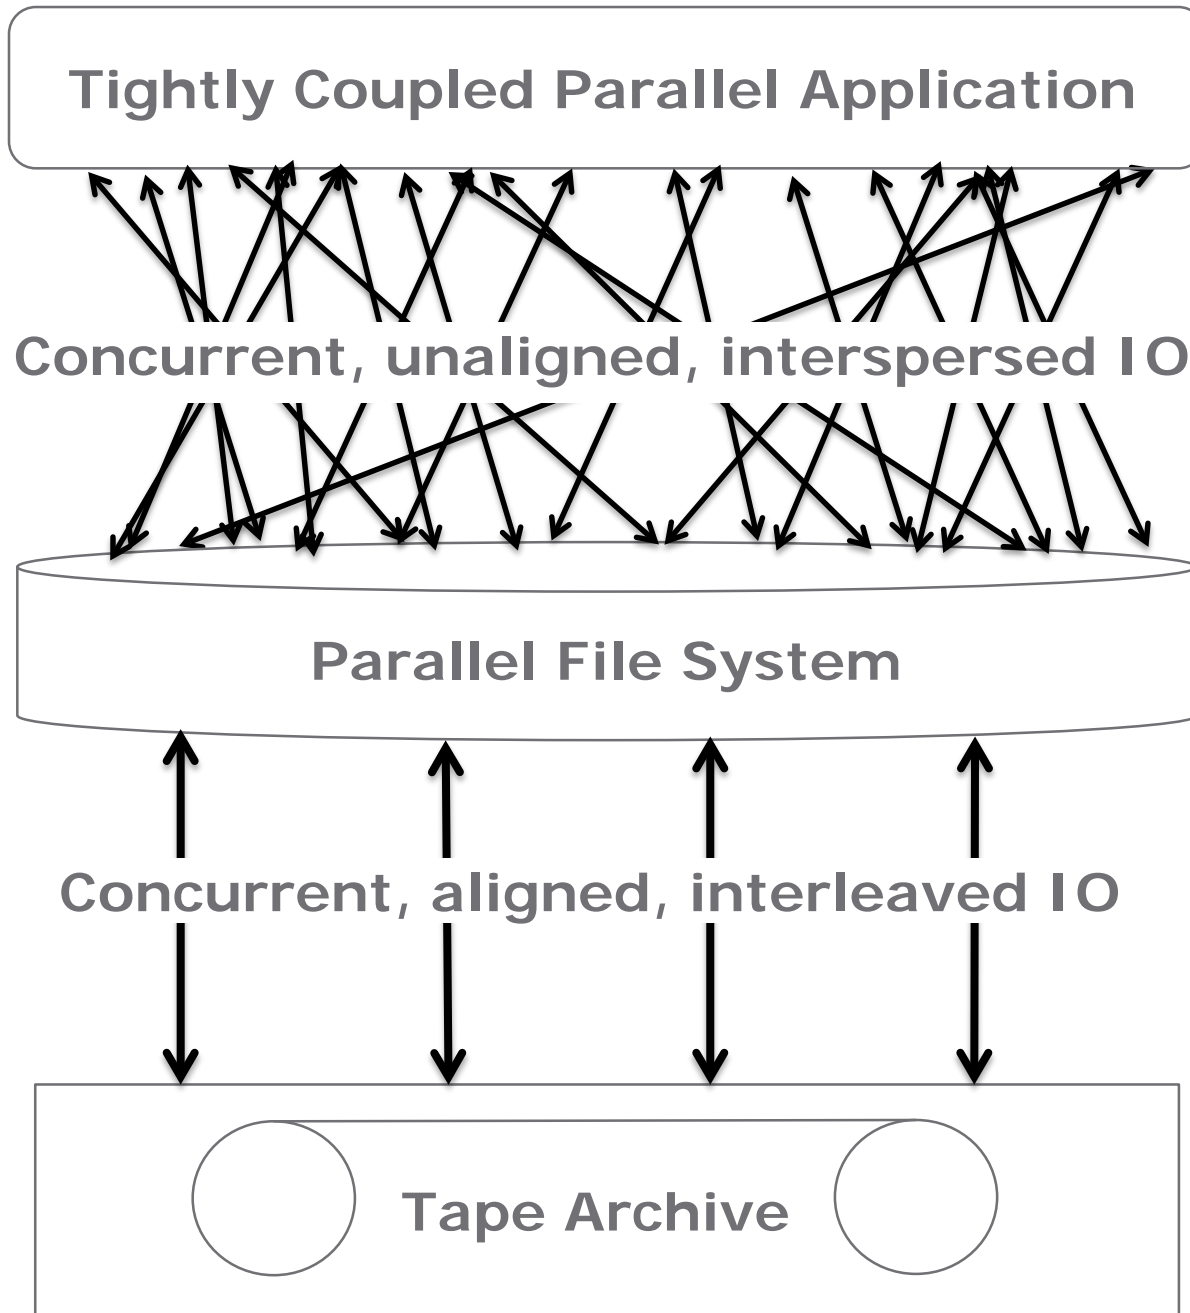 Tightly Coupled Parallel Application
Concurrent, unaligned, interspersed IO
Parallel File System
Concurrent, aligned, interleaved IO
Tape Archive